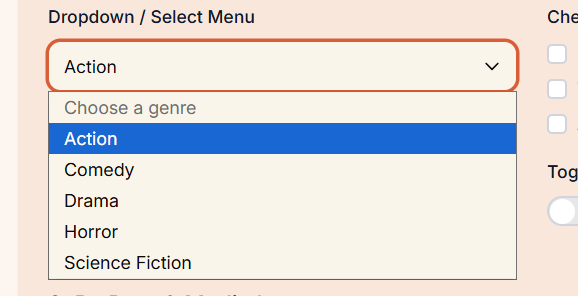 Dropdown / Select Menu
Action
Choose a genre
Action
Comedy
Drama
Horror
Science Fiction